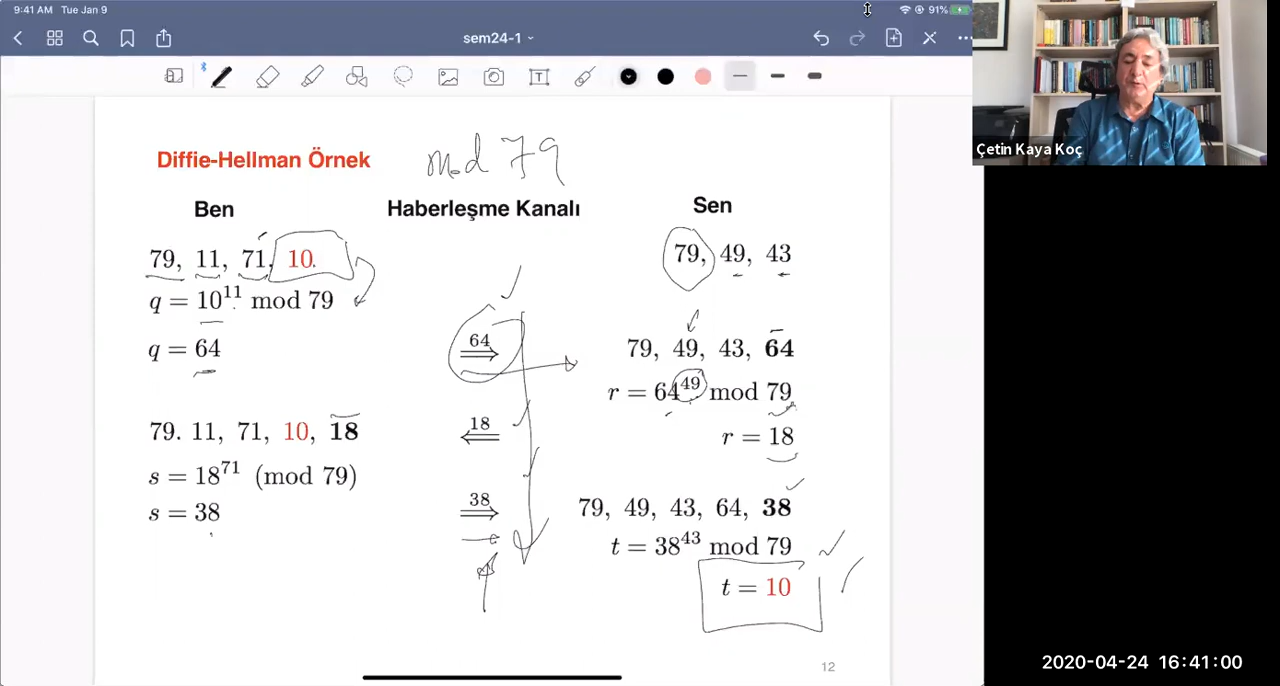 9:41 AM Tue Jan 9
91%
sem24-1
Diffie-Hellman Örnek
mod 79
Ben
Haberleşme Kanalı
Sen
79, 11, 71, 10.
79, 49, 43
q = 10^11 mod 79
q = 64
64
79, 49, 43, 64
r = 64^49 mod 79
79. 11, 71, 10, 18
18
r = 18
s = 18^71 (mod 79)
s = 38
38
79, 49, 43, 64, 38
t = 38^43 mod 79
t = 10
12
Çetin Kaya Koç
2020-04-24 16:41:00